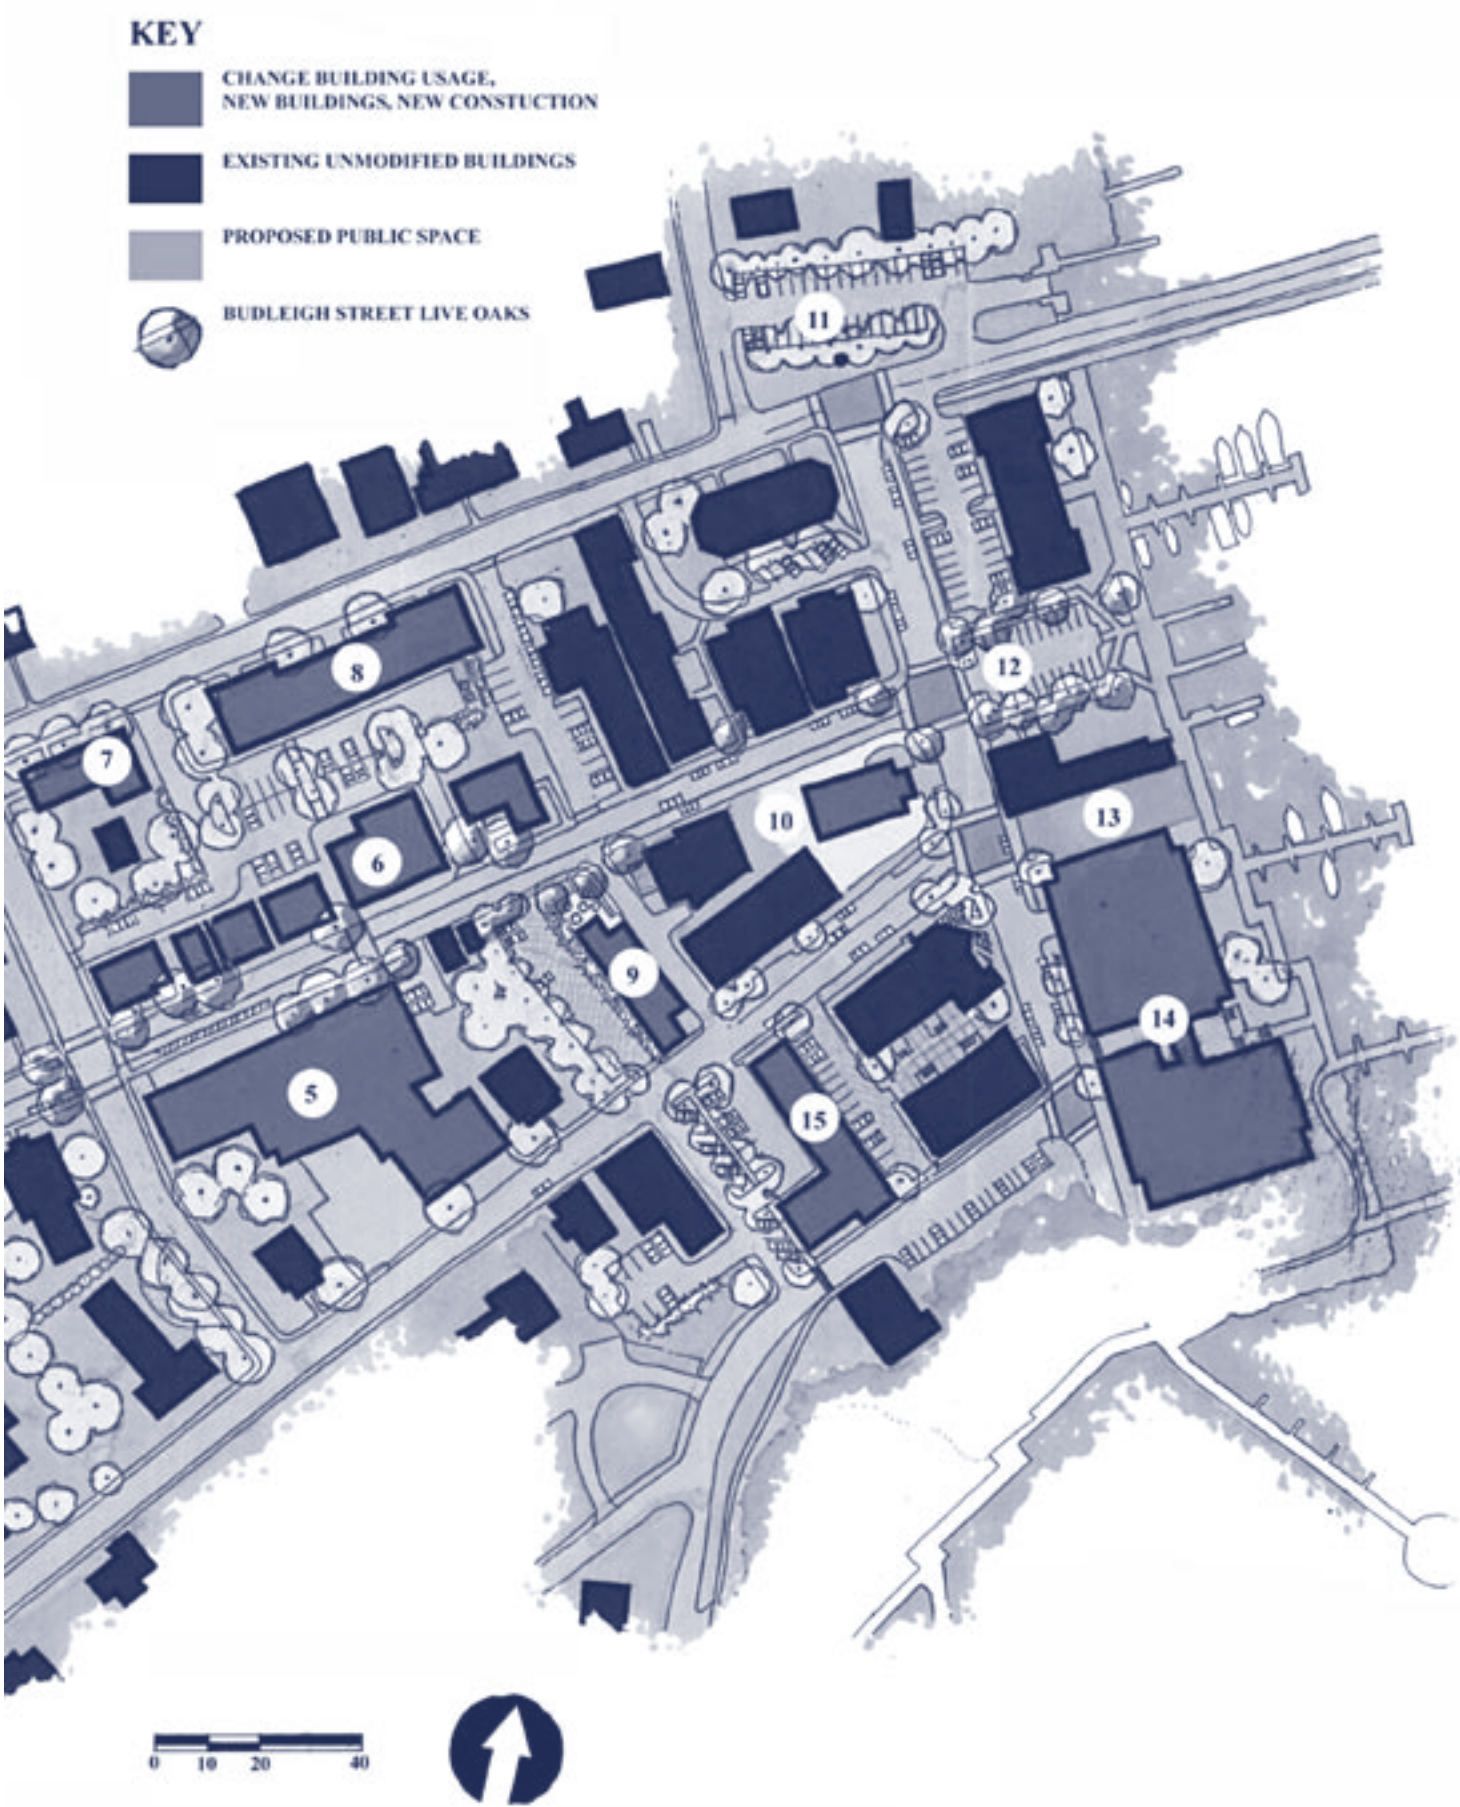 KEY
CHANGE BUILDING USAGE,
NEW BUILDINGS, NEW CONSTUCTION
EXISTING UNMODIFIED BUILDINGS
PROPOSED PUBLIC SPACE
BUDLEIGH STREET LIVE OAKS
11
8
12
7
10
13
6
9
14
5
15
0 10 20 40